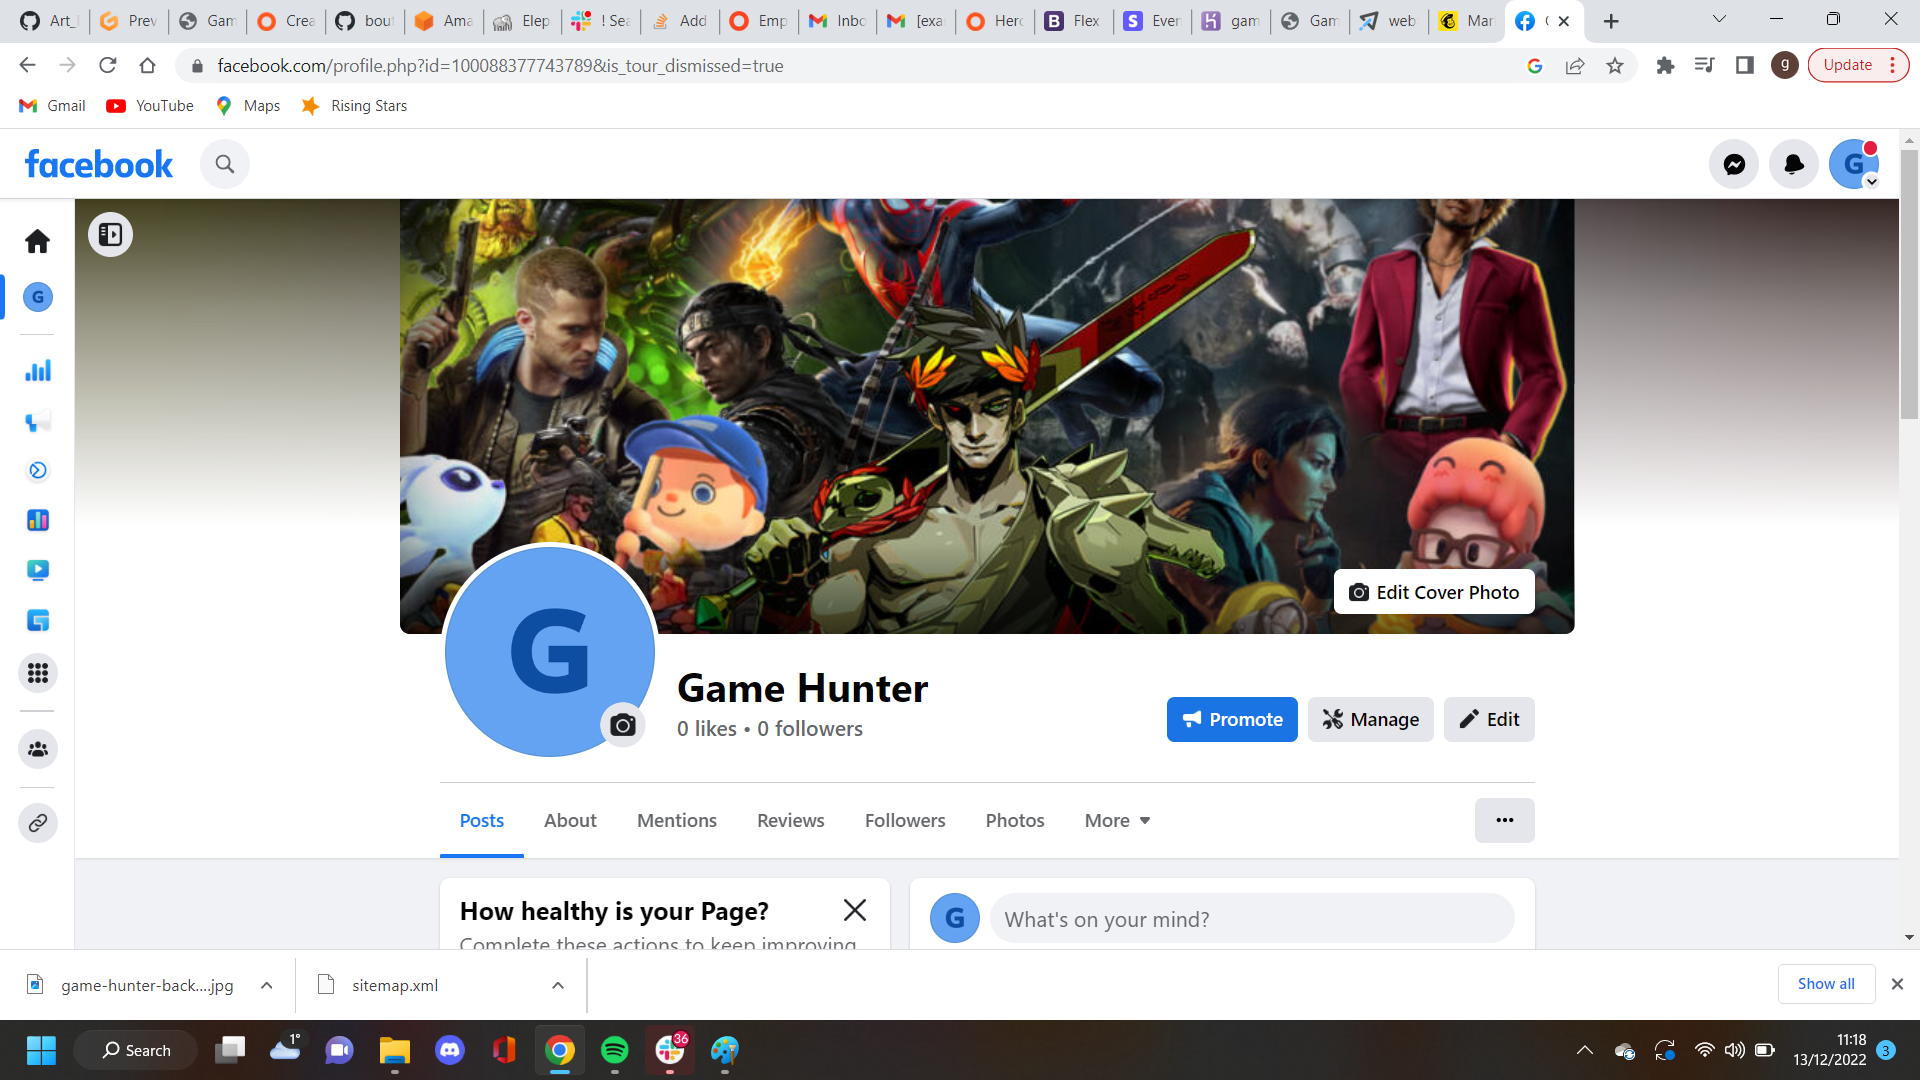 Art_
Prev
Gam
Crea
bout
Ama
Elep
! Sea
Add
Emp
Inbo
[exa
Hero
Flex
Even
gam
Gam
web
Mar
facebook.com/profile.php?id=100088377743789&is_tour_dismissed=true
g
Update
Gmail
YouTube
Maps
Rising Stars
facebook
G
G
Edit Cover Photo
G
Game Hunter
0 likes • 0 followers
Promote
Manage
Edit
Posts
About
Mentions
Reviews
Followers
Photos
More
How healthy is your Page?
Complete these actions to keep improving
G
What's on your mind?
game-hunter-back....jpg
sitemap.xml
Show all
Search
1°
36
11:18
13/12/2022
3